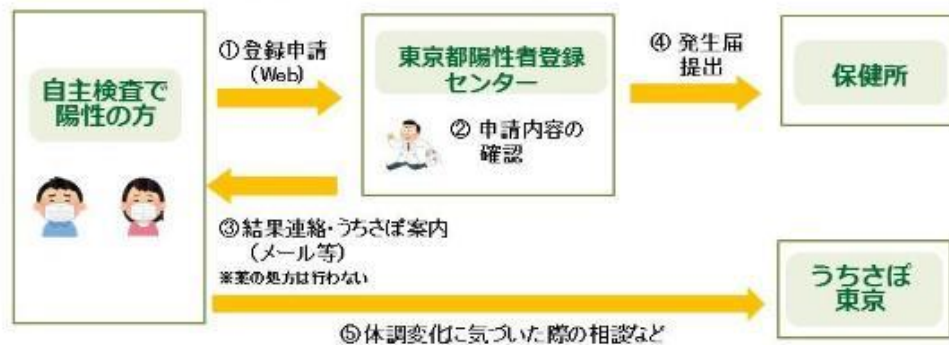 自主検査で
陽性の方
①登録申請
(Web)
東京都陽性者登録
センター
② 申請内容の
確認
③結果連絡・うちさぽ案内
(メール等)
※薬の処方は行わない
④ 発生届
提出
保健所
⑤体調変化に気づいた際の相談など
うちさぽ
東京